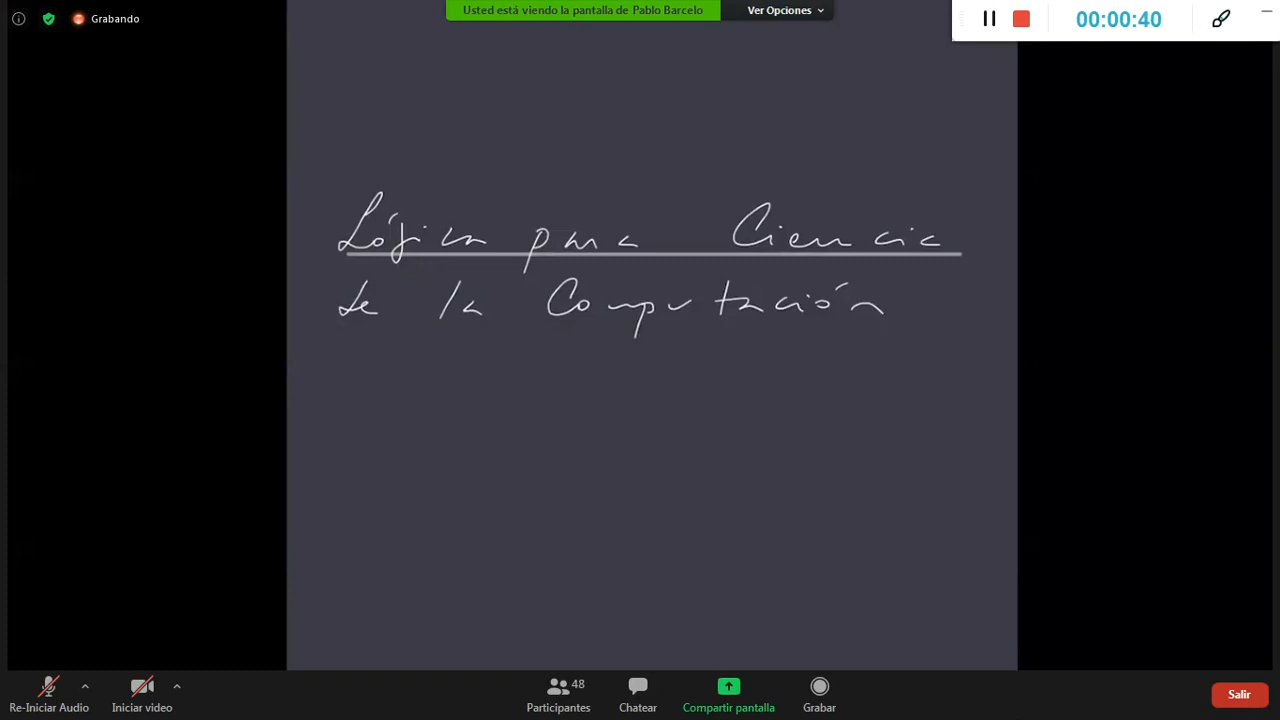 Grabando
Usted está viendo la pantalla de Pablo Barcelo
Ver Opciones
00:00:40
Lógica para Ciencia
de la Computación
Re-Iniciar Audio
Iniciar video
48
Participantes
Chatear
Compartir pantalla
Grabar
Salir